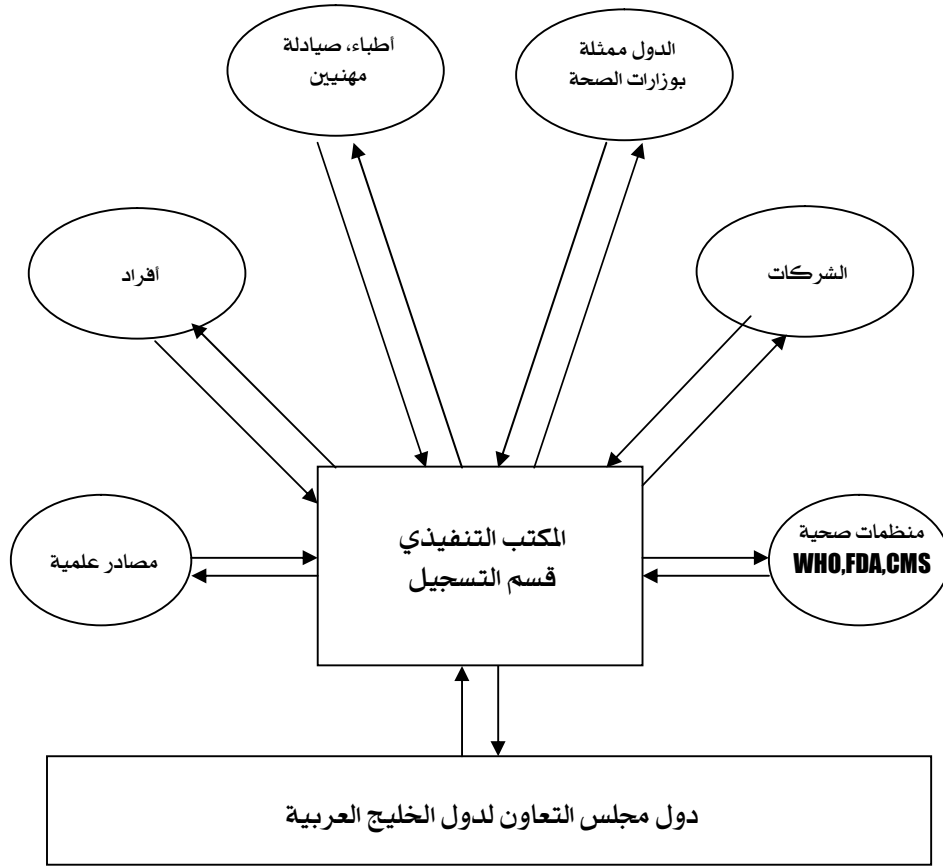 الدول ممثلة
بوزارات الصحة
أطباء، صيادلة
مهنيين
الشركات
أفراد
منظمات صحية
WHO,FDA,CMS
المكتب التنفيذي
قسم التسجيل
مصادر علمية
دول مجلس التعاون لدول الخليج العربية